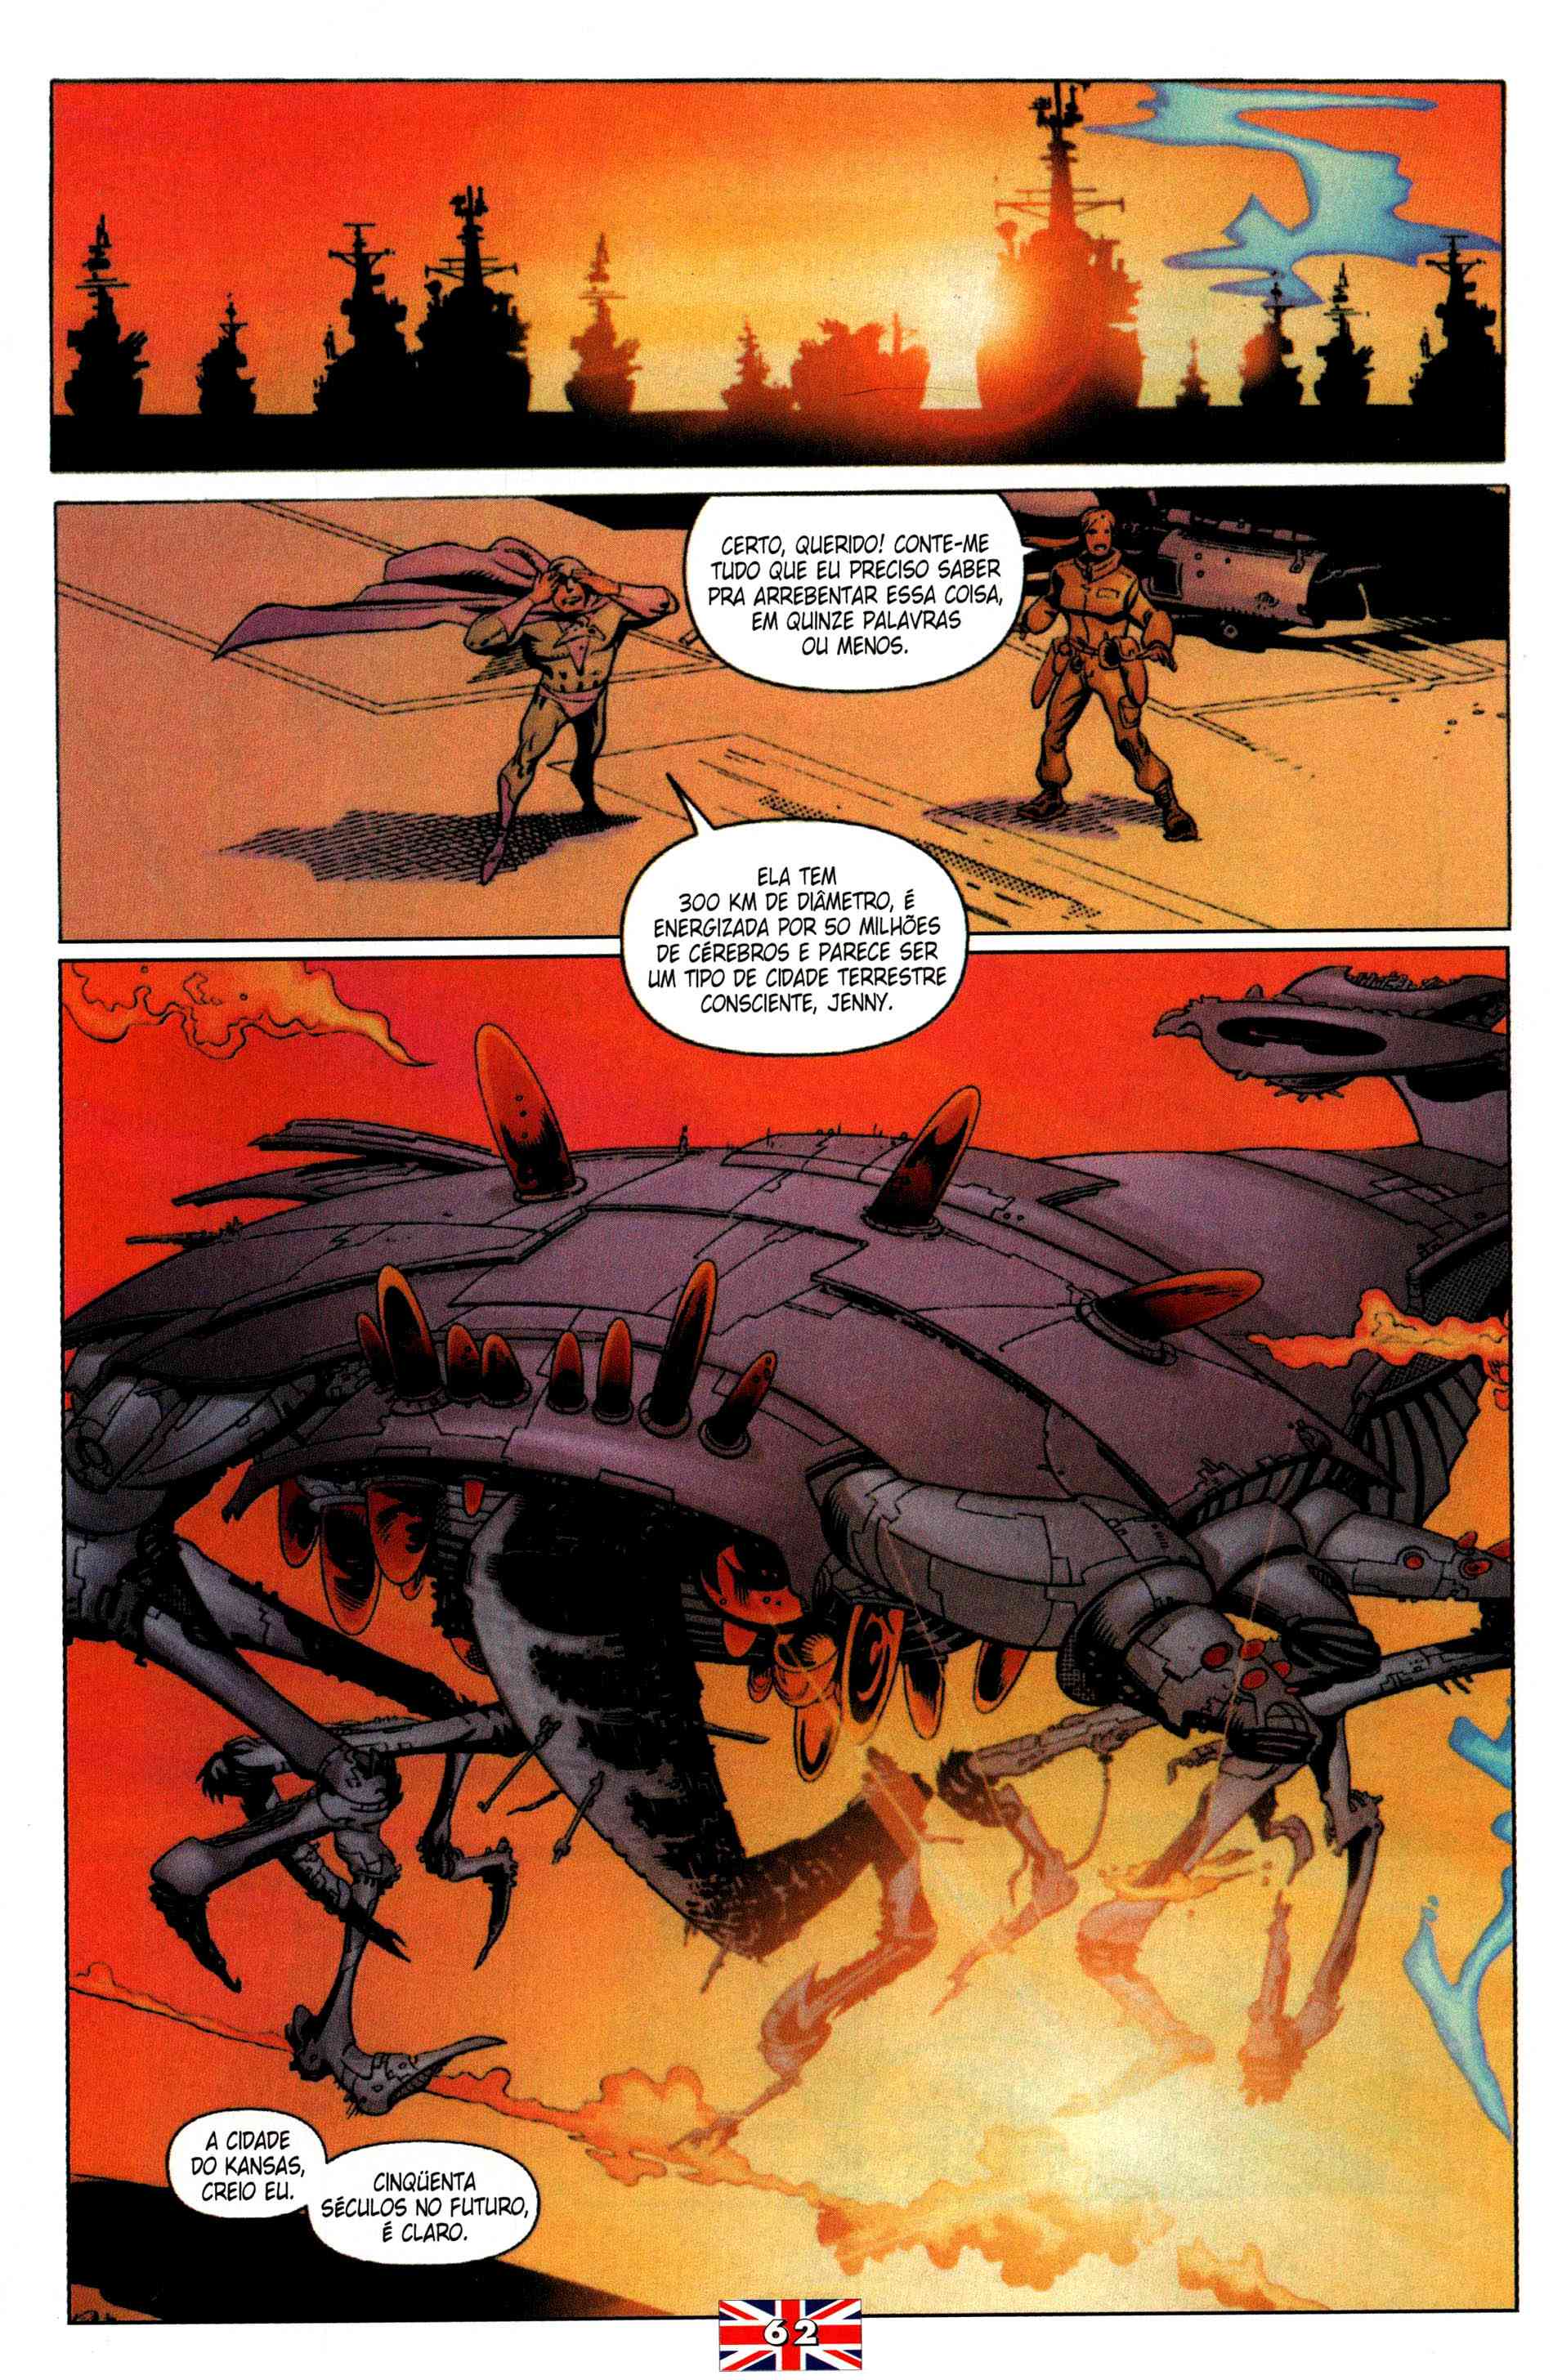 CERTO, QUERIDO! CONTE-ME
TUDO QUE EU PRECISO SABER
PRA ARREBENTAR ESSA COISA,
EM QUINZE PALAVRAS
OU MENOS.
ELA TEM
300 KM DE DIÂMETRO, É
ENERGIZADA POR 50 MILHÕES
DE CÉREBROS E PARECE SER
UM TIPO DE CIDADE TERRESTRE
CONSCIENTE, JENNY.
A CIDADE
DO KANSAS,
CREIO EU.
CINQÜENTA
SÉCULOS NO FUTURO,
É CLARO.
62